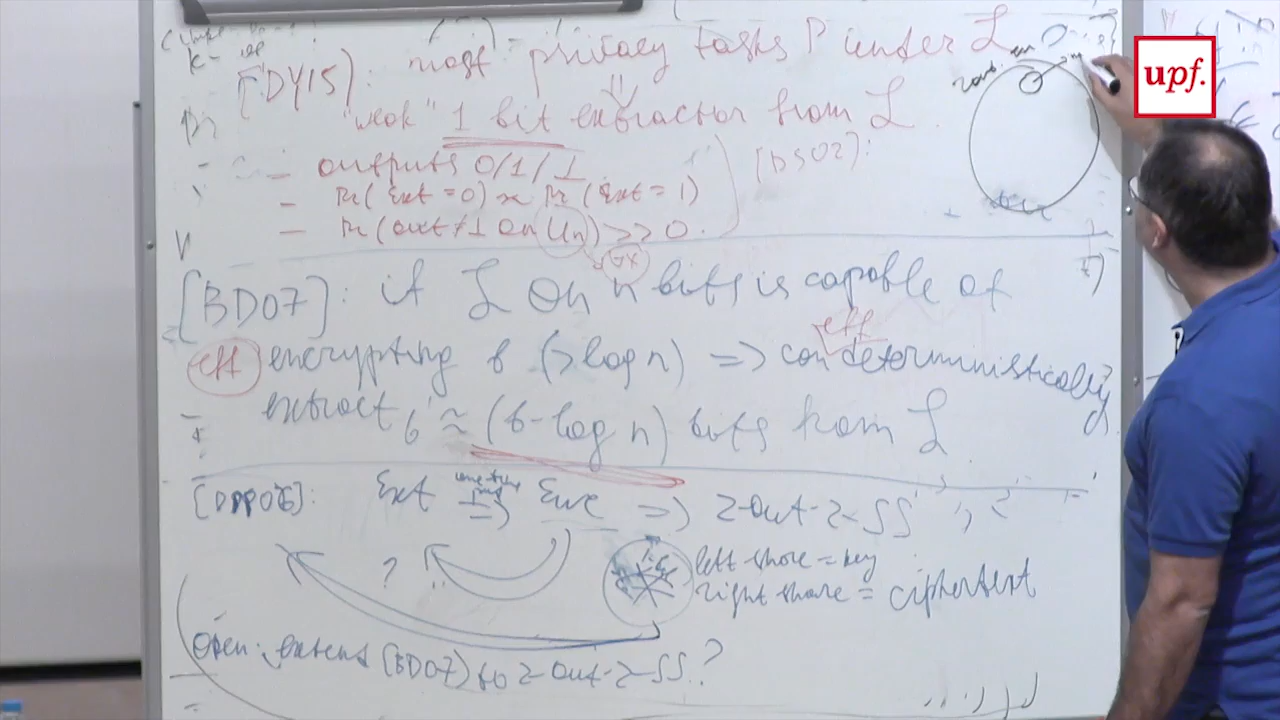 upf.
[DY15]: most privacy tasks P under L
"weak" 1 bit extractor from L.
- outputs 0/1/⊥
- Pr(Ext = 0) ≈ Pr(Ext = 1)
- Pr(out ≠ ⊥ on Un) >> 0.
[DS02]:
[BD07]: if L on n bits is capable of
eff encrypting b (> log n) => can eff deterministically
extract b' ≈ (b - log n) bits from L
[DPP06]: Ext => Enc => 2-out-2-SS
?
left share = key
right share = ciphertext
Open: extend [BD07] to 2-out-2-SS?